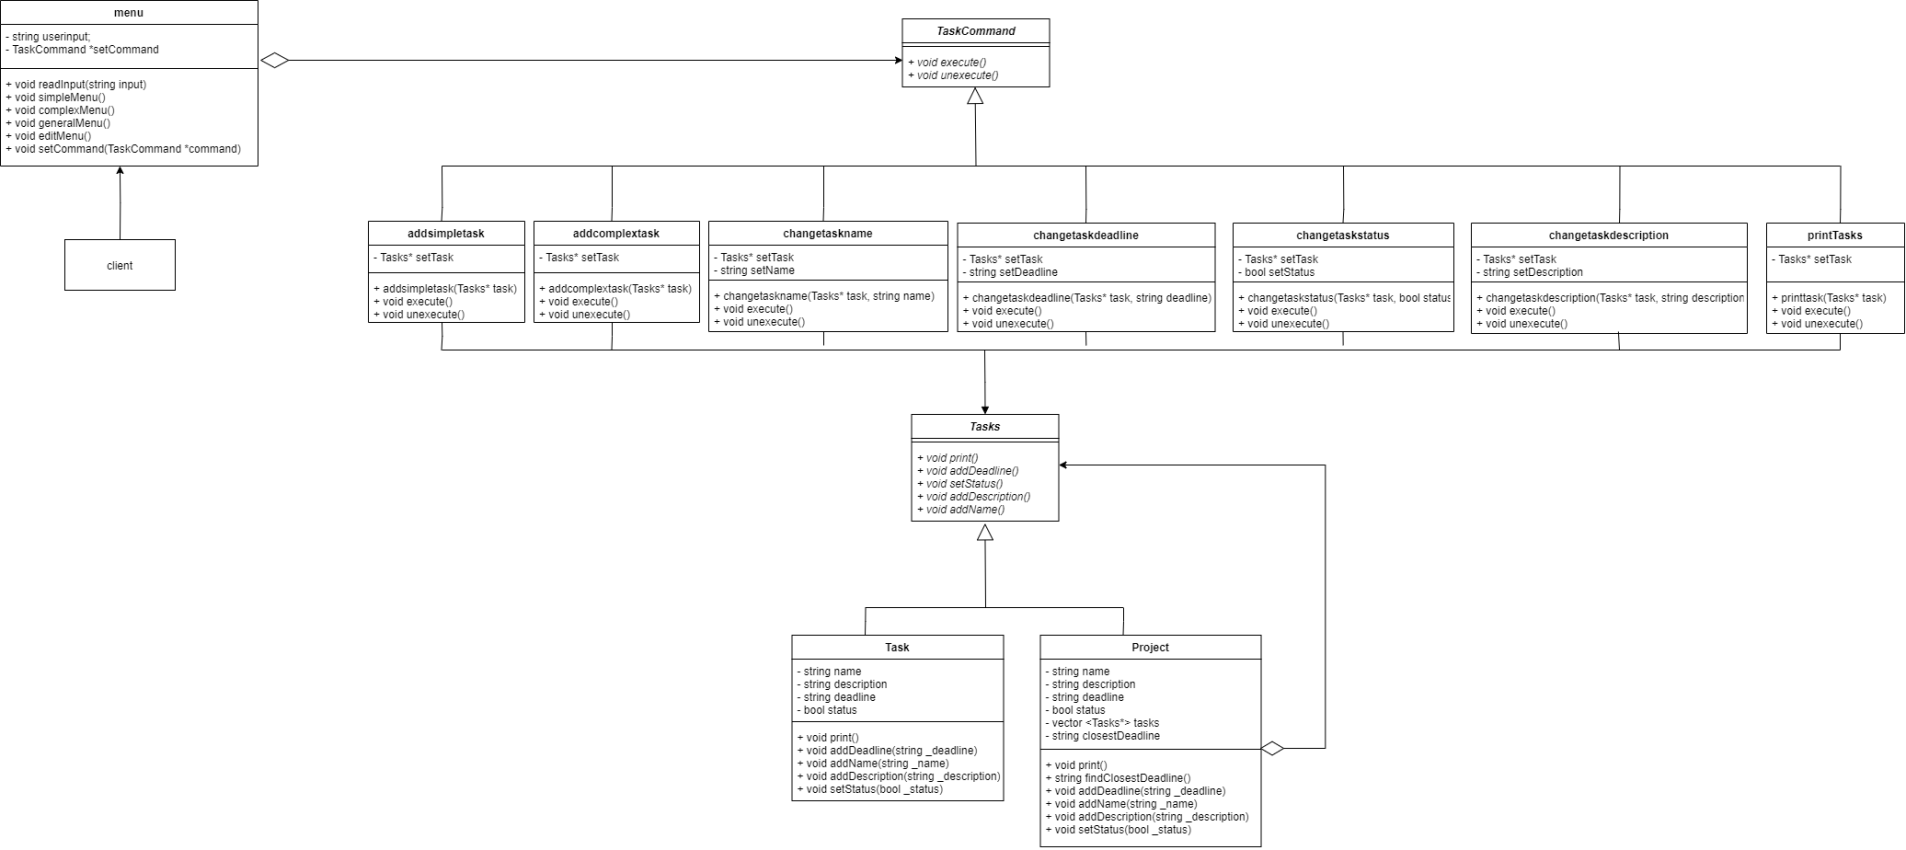 menu
- string userinput;
- TaskCommand *setCommand
+ void readInput(string input)
+ void simpleMenu()
+ void complexMenu()
+ void generalMenu()
+ void editMenu()
+ void setCommand(TaskCommand *command)
client
TaskCommand
+ void execute()
+ void unexecute()
addsimpletask
- Tasks* setTask
+ addsimpletask(Tasks* task)
+ void execute()
+ void unexecute()
addcomplextask
- Tasks* setTask
+ addcomplextask(Tasks* task)
+ void execute()
+ void unexecute()
changetaskname
- Tasks* setTask
- string setName
+ changetaskname(Tasks* task, string name)
+ void execute()
+ void unexecute()
changetaskdeadline
- Tasks* setTask
- string setDeadline
+ changetaskdeadline(Tasks* task, string deadline)
+ void execute()
+ void unexecute()
changetaskstatus
- Tasks* setTask
- bool setStatus
+ changetaskstatus(Tasks* task, bool status
+ void execute()
+ void unexecute()
changetaskdescription
- Tasks* setTask
- string setDescription
+ changetaskdescription(Tasks* task, string description
+ void execute()
+ void unexecute()
printTasks
- Tasks* setTask
+ printtask(Tasks* task)
+ void execute()
+ void unexecute()
Tasks
+ void print()
+ void addDeadline()
+ void setStatus()
+ void addDescription()
+ void addName()
Task
- string name
- string description
- string deadline
- bool status
+ void print()
+ void addDeadline(string _deadline)
+ void addName(string _name)
+ void addDescription(string _description)
+ void setStatus(bool _status)
Project
- string name
- string description
- string deadline
- bool status
- vector <Tasks*> tasks
- string closestDeadline
+ void print()
+ string findClosestDeadline()
+ void addDeadline(string _deadline)
+ void addName(string _name)
+ void addDescription(string _description)
+ void setStatus(bool _status)